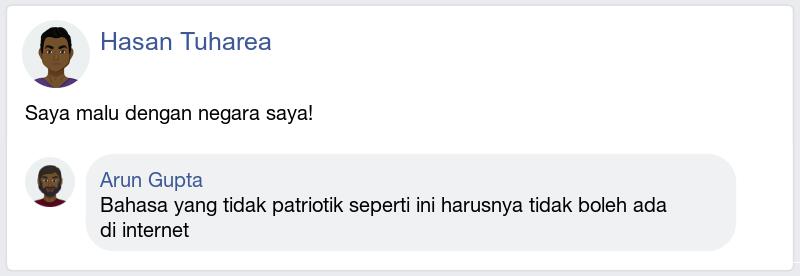 Hasan Tuharea
Saya malu dengan negara saya!
Arun Gupta
Bahasa yang tidak patriotik seperti ini harusnya tidak boleh ada
di internet